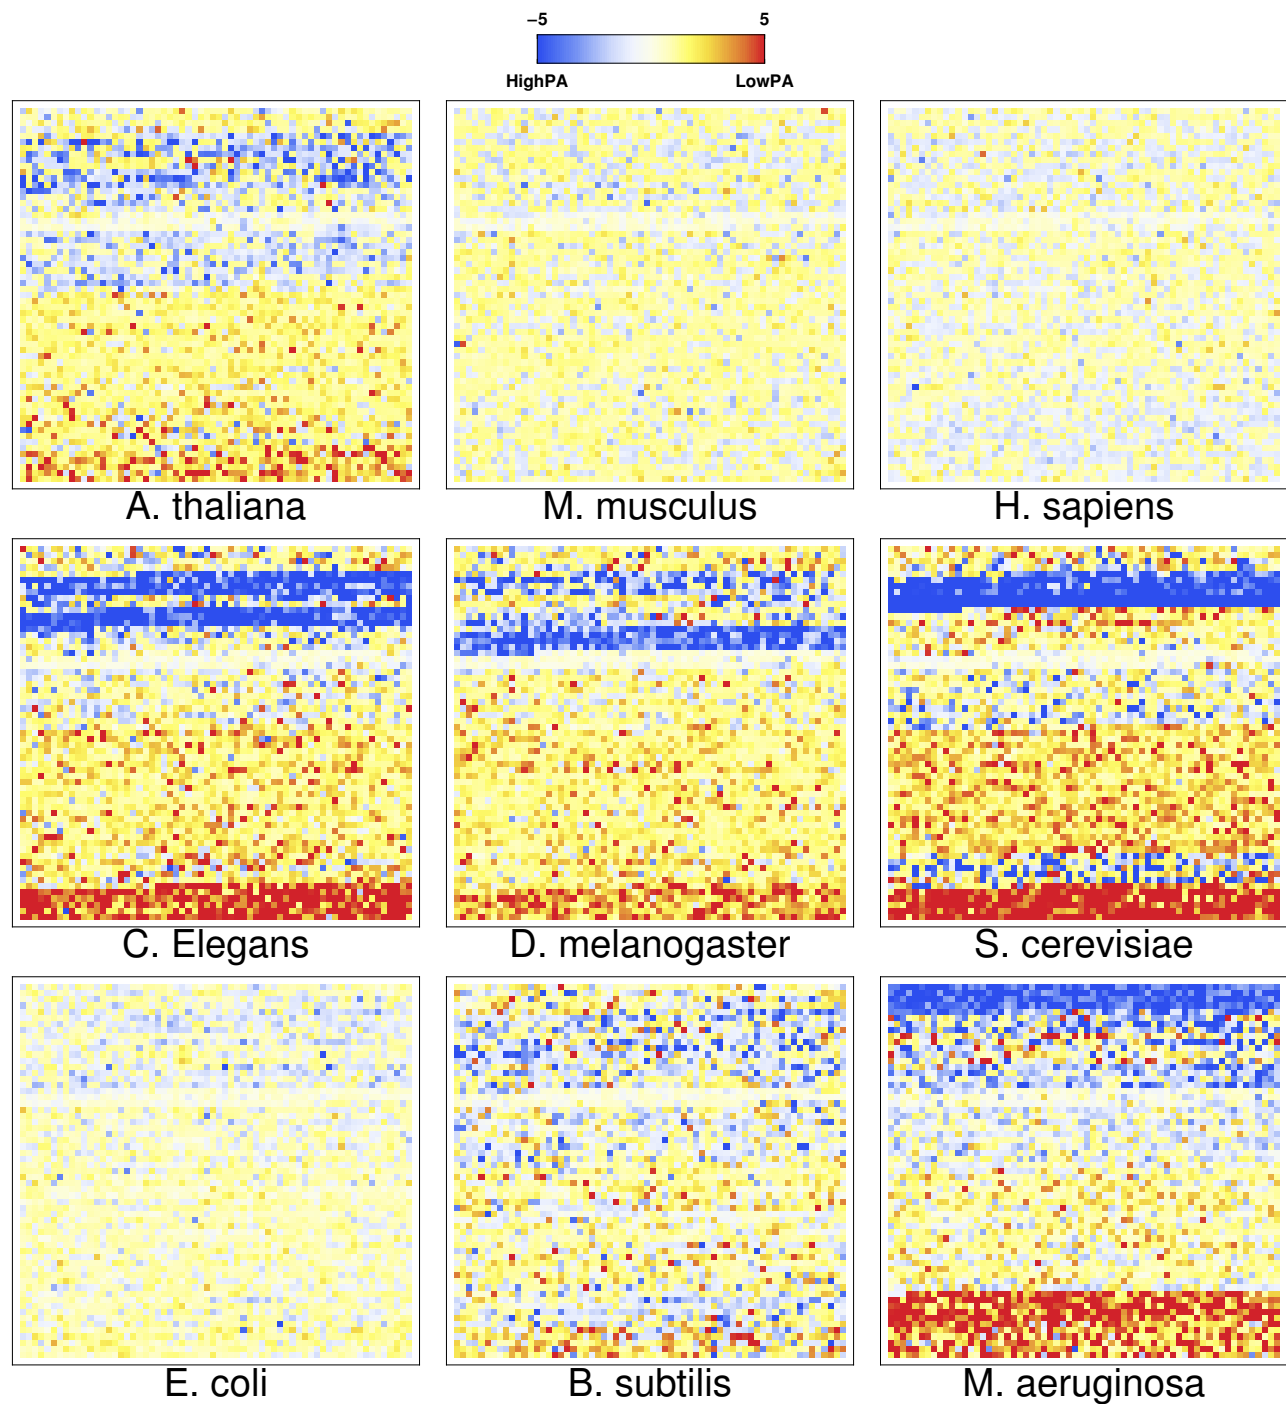 −5 5
HighPA LowPA
A. thaliana M. musculus H. sapiens
C. Elegans D. melanogaster S. cerevisiae
E. coli B. subtilis M. aeruginosa